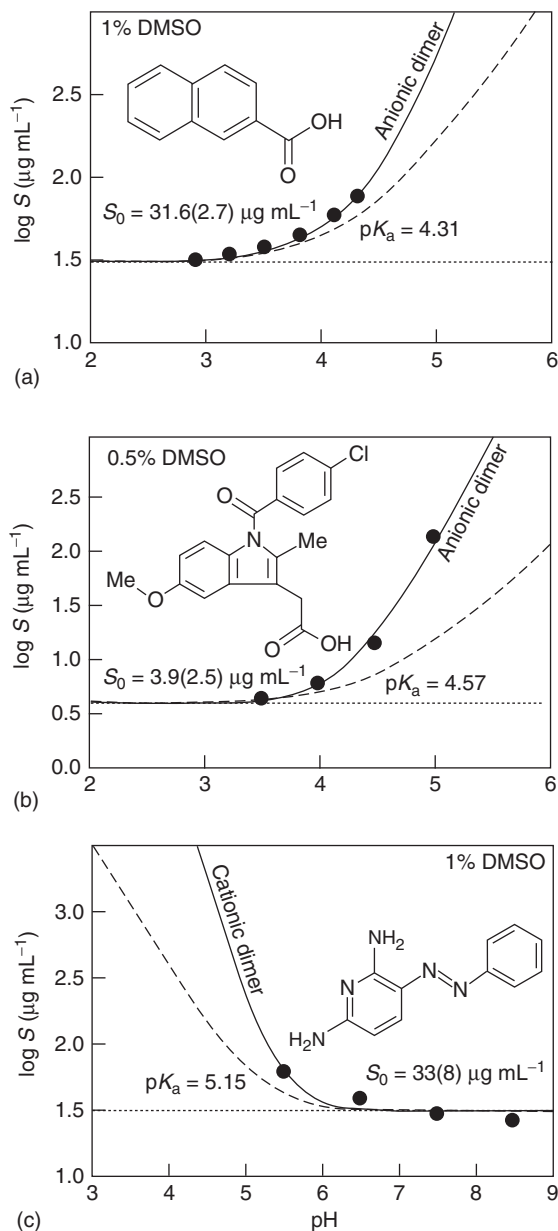 1% DMSO
2.5
2.0
1.5
1.0
log S (μg mL⁻¹)
OH
O
Anionic dimer
S₀ = 31.6(2.7) μg mL⁻¹
pKₐ = 4.31
2 3 4 5 6
(a)
0.5% DMSO
2.5
2.0
1.5
1.0
0.5
0.0
log S (μg mL⁻¹)
Cl
O
N
Me
Me
O
O
OH
Anionic dimer
S₀ = 3.9(2.5) μg mL⁻¹
pKₐ = 4.57
2 3 4 5 6
(b)
1% DMSO
3.0
2.5
2.0
1.5
1.0
log S (μg mL⁻¹)
Cationic dimer
NH₂
N
N
N
H₂N
pKₐ = 5.15
S₀ = 33(8) μg mL⁻¹
3 4 5 6 7 8 9
(c)
pH